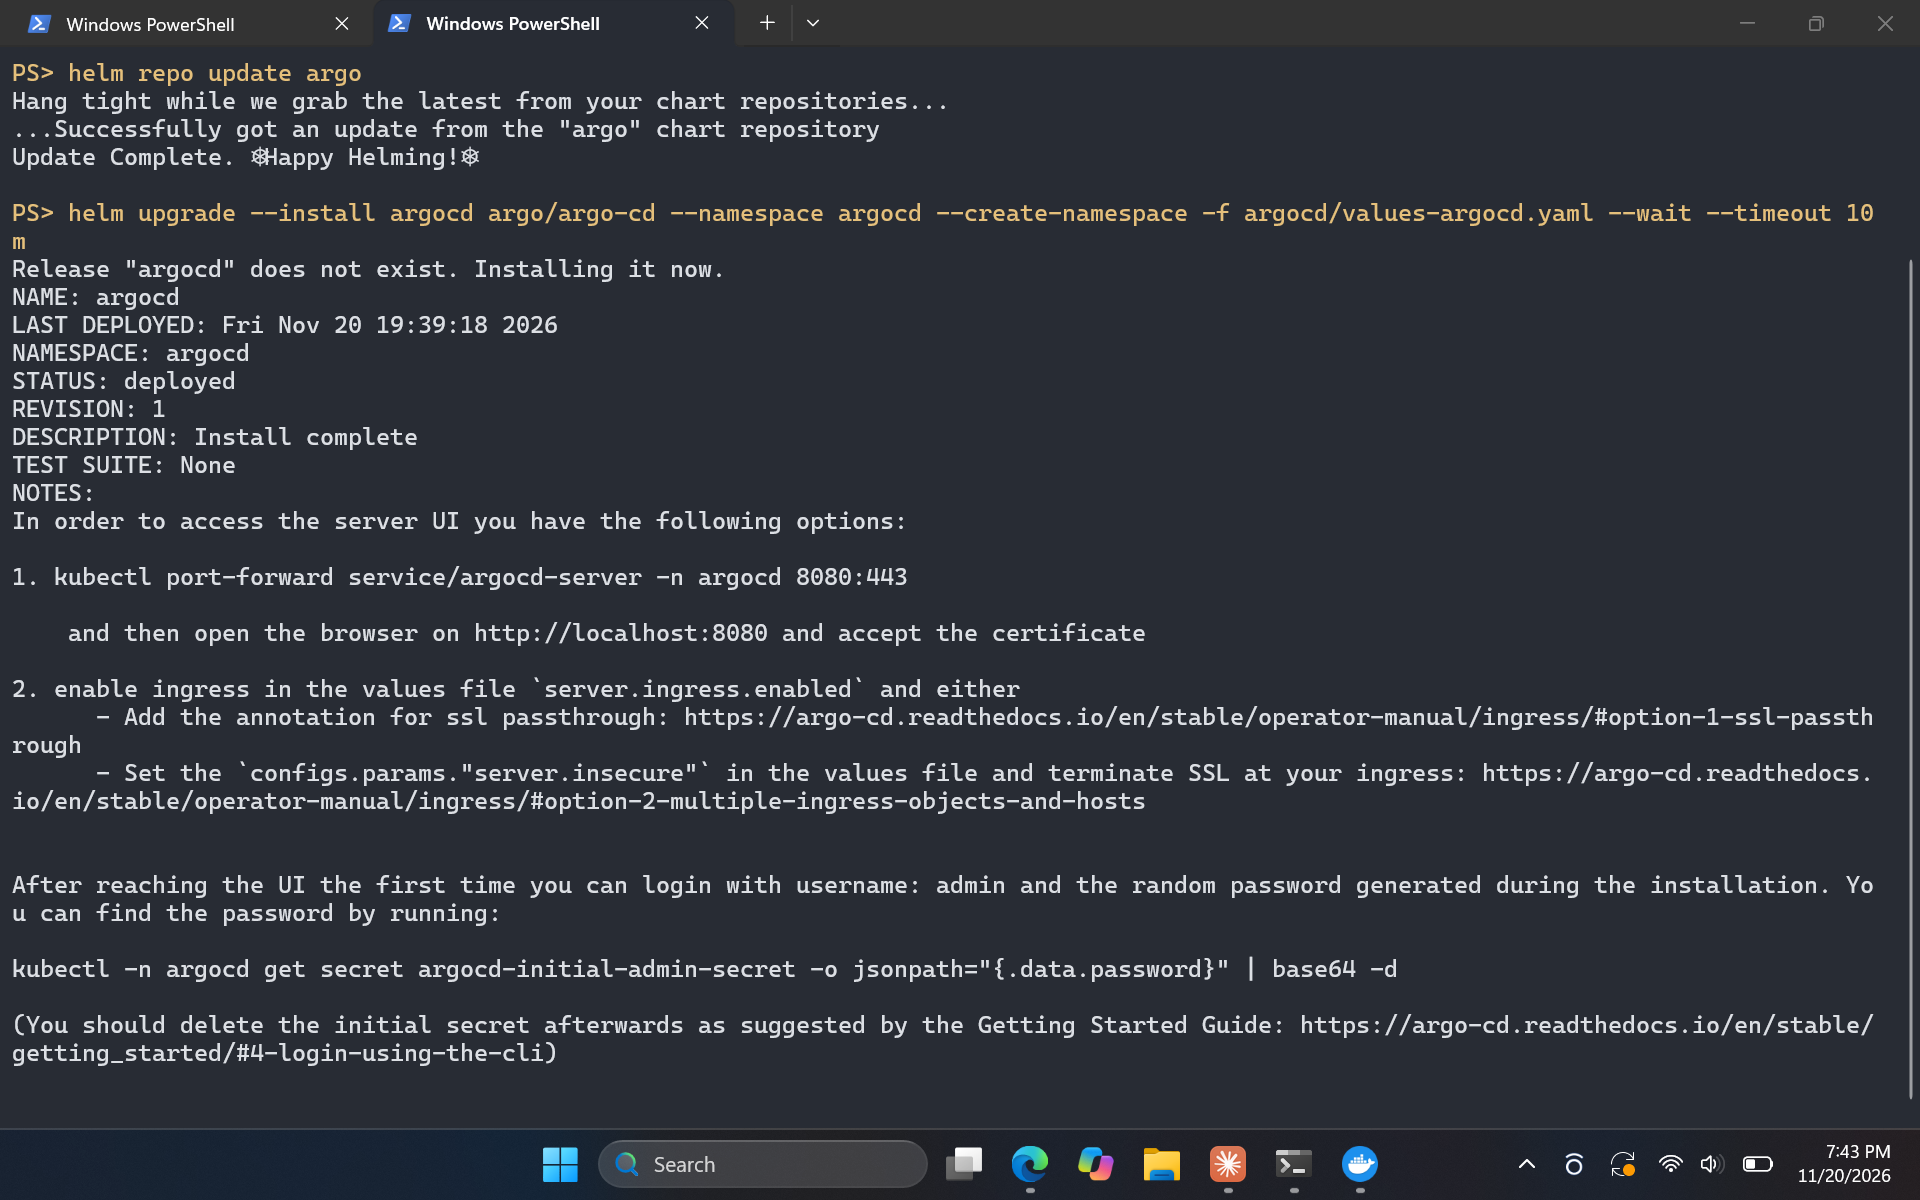 Windows PowerShell
Windows PowerShell
PS> helm repo update argo
Hang tight while we grab the latest from your chart repositories...
...Successfully got an update from the "argo" chart repository
Update Complete. ⎈Happy Helming!⎈
PS> helm upgrade --install argocd argo/argo-cd --namespace argocd --create-namespace -f argocd/values-argocd.yaml --wait --timeout 10
m
Release "argocd" does not exist. Installing it now.
NAME: argocd
LAST DEPLOYED: Fri Nov 20 19:39:18 2026
NAMESPACE: argocd
STATUS: deployed
REVISION: 1
DESCRIPTION: Install complete
TEST SUITE: None
NOTES:
In order to access the server UI you have the following options:
1. kubectl port-forward service/argocd-server -n argocd 8080:443
and then open the browser on http://localhost:8080 and accept the certificate
2. enable ingress in the values file `server.ingress.enabled` and either
- Add the annotation for ssl passthrough: https://argo-cd.readthedocs.io/en/stable/operator-manual/ingress/#option-1-ssl-passth
rough
- Set the `configs.params."server.insecure"` in the values file and terminate SSL at your ingress: https://argo-cd.readthedocs.
io/en/stable/operator-manual/ingress/#option-2-multiple-ingress-objects-and-hosts
After reaching the UI the first time you can login with username: admin and the random password generated during the installation. Yo
u can find the password by running:
kubectl -n argocd get secret argocd-initial-admin-secret -o jsonpath="{.data.password}" | base64 -d
(You should delete the initial secret afterwards as suggested by the Getting Started Guide: https://argo-cd.readthedocs.io/en/stable/
getting_started/#4-login-using-the-cli)
Search
7:43 PM
11/20/2026